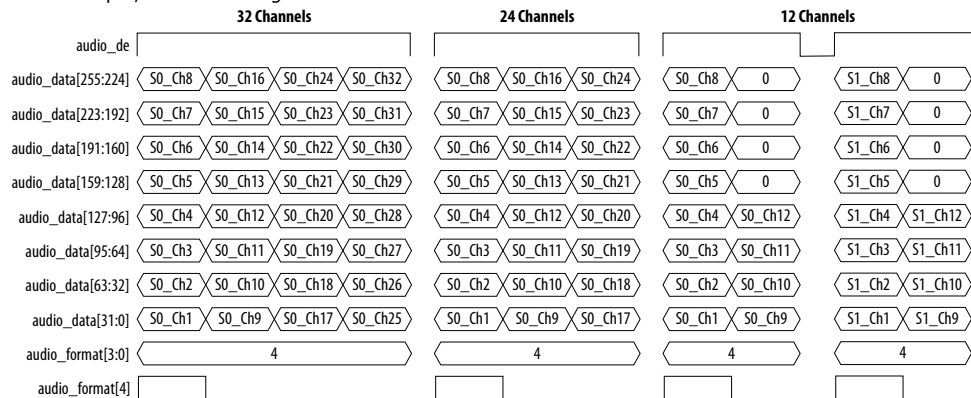 32 Channels 24 Channels 12 Channels
audio_de
audio_data[255:224] S0_Ch8 S0_Ch16 S0_Ch24 S0_Ch32 S0_Ch8 S0_Ch16 S0_Ch24 S0_Ch8 0 S1_Ch8 0
audio_data[223:192] S0_Ch7 S0_Ch15 S0_Ch23 S0_Ch31 S0_Ch7 S0_Ch15 S0_Ch23 S0_Ch7 0 S1_Ch7 0
audio_data[191:160] S0_Ch6 S0_Ch14 S0_Ch22 S0_Ch30 S0_Ch6 S0_Ch14 S0_Ch22 S0_Ch6 0 S1_Ch6 0
audio_data[159:128] S0_Ch5 S0_Ch13 S0_Ch21 S0_Ch29 S0_Ch5 S0_Ch13 S0_Ch21 S0_Ch5 0 S1_Ch5 0
audio_data[127:96] S0_Ch4 S0_Ch12 S0_Ch20 S0_Ch28 S0_Ch4 S0_Ch12 S0_Ch20 S0_Ch4 S0_Ch12 S1_Ch4 S1_Ch12
audio_data[95:64] S0_Ch3 S0_Ch11 S0_Ch19 S0_Ch27 S0_Ch3 S0_Ch11 S0_Ch19 S0_Ch3 S0_Ch11 S1_Ch3 S1_Ch11
audio_data[63:32] S0_Ch2 S0_Ch10 S0_Ch18 S0_Ch26 S0_Ch2 S0_Ch10 S0_Ch18 S0_Ch2 S0_Ch10 S1_Ch2 S1_Ch10
audio_data[31:0] S0_Ch1 S0_Ch9 S0_Ch17 S0_Ch25 S0_Ch1 S0_Ch9 S0_Ch17 S0_Ch1 S0_Ch9 S1_Ch1 S1_Ch9
audio_format[3:0] 4 4 4 4
audio_format[4]